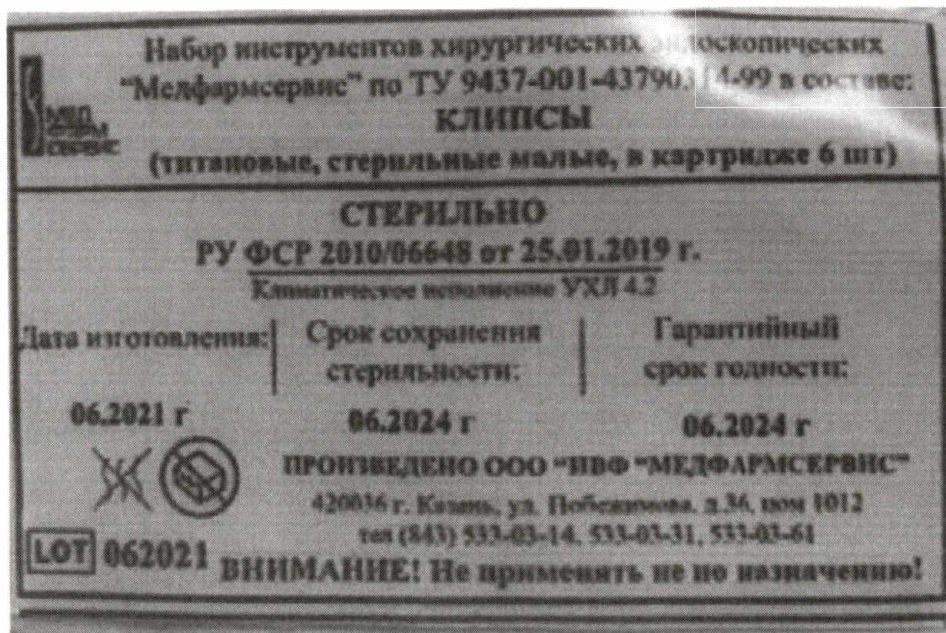 Набор инструментов хирургических эндоскопических
"Медфармсервис" по ТУ 9437-001-43790314-99 в составе:
МЕД
ФАРМ
СЕРВИС
КЛИПСЫ
(титановые, стерильные малые, в картридже 6 шт)
СТЕРИЛЬНО
РУ ФСР 2010/06648 от 25.01.2019 г.
Климатическое исполнение УХЛ 4.2
Дата изготовления:
06.2021 г
Срок сохранения
стерильности:
06.2024 г
Гарантийный
срок годности:
06.2024 г
ПРОИЗВЕДЕНО ООО "НВФ "МЕДФАРМСЕРВИС"
420036 г. Казань, ул. д.36, пом 1012
тел (843) 533-03-14, 533-03-31, 533-03-61
LOT 062021
ВНИМАНИЕ! Не применять не по назначению!